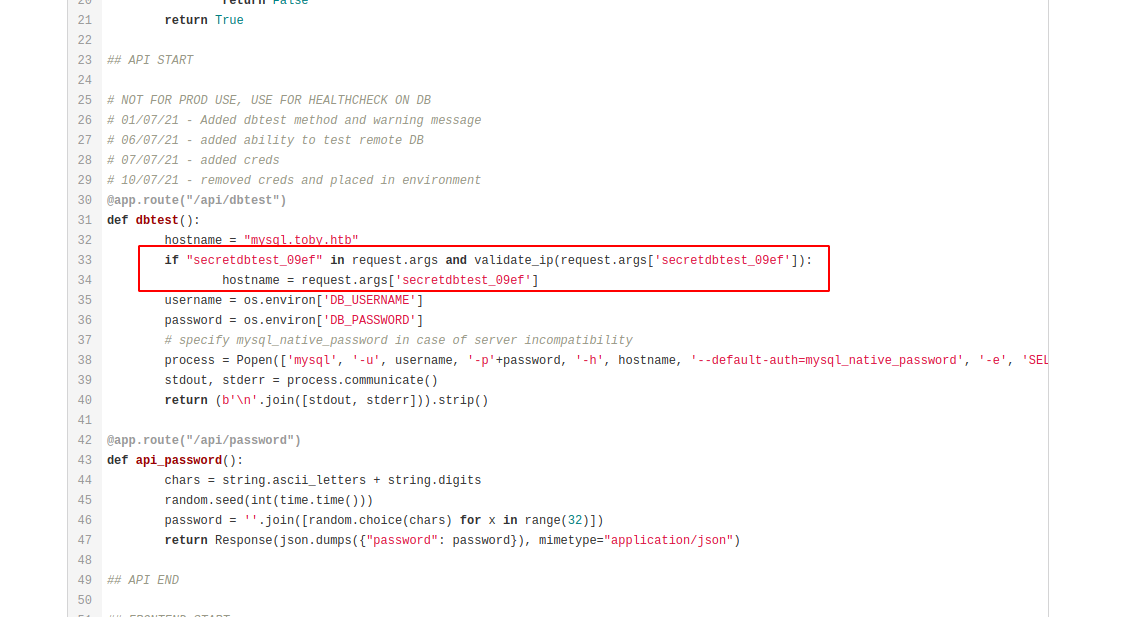 20 return False
21 return True
22
23 ## API START
24
25 # NOT FOR PROD USE, USE FOR HEALTHCHECK ON DB
26 # 01/07/21 - Added dbtest method and warning message
27 # 06/07/21 - added ability to test remote DB
28 # 07/07/21 - added creds
29 # 10/07/21 - removed creds and placed in environment
30 @app.route("/api/dbtest")
31 def dbtest():
32 hostname = "mysql.toby.htb"
33 if "secretdbtest_09ef" in request.args and validate_ip(request.args['secretdbtest_09ef']):
34 hostname = request.args['secretdbtest_09ef']
35 username = os.environ['DB_USERNAME']
36 password = os.environ['DB_PASSWORD']
37 # specify mysql_native_password in case of server incompatibility
38 process = Popen(['mysql', '-u', username, '-p'+password, '-h', hostname, '--default-auth=mysql_native_password', '-e', 'SEL
39 stdout, stderr = process.communicate()
40 return (b'\n'.join([stdout, stderr])).strip()
41
42 @app.route("/api/password")
43 def api_password():
44 chars = string.ascii_letters + string.digits
45 random.seed(int(time.time()))
46 password = ''.join([random.choice(chars) for x in range(32)])
47 return Response(json.dumps({"password": password}), mimetype="application/json")
48
49 ## API END
50
51 ## FRONTEND START